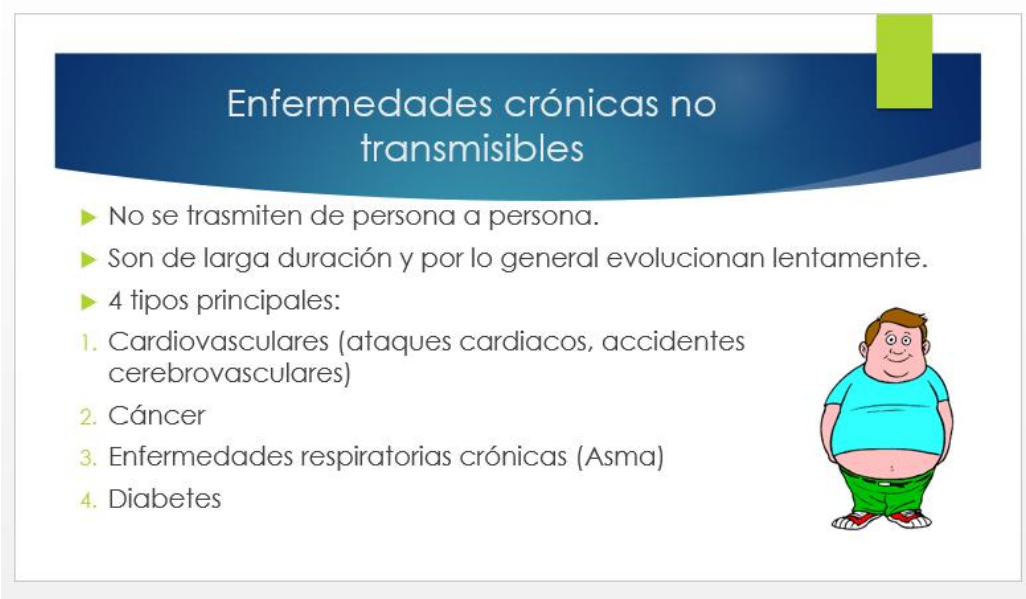 Enfermedades crónicas no
transmisibles
No se trasmiten de persona a persona.
Son de larga duración y por lo general evolucionan lentamente.
4 tipos principales:
1. Cardiovasculares (ataques cardiacos, accidentes
cerebrovasculares)
2. Cáncer
3. Enfermedades respiratorias crónicas (Asma)
4. Diabetes